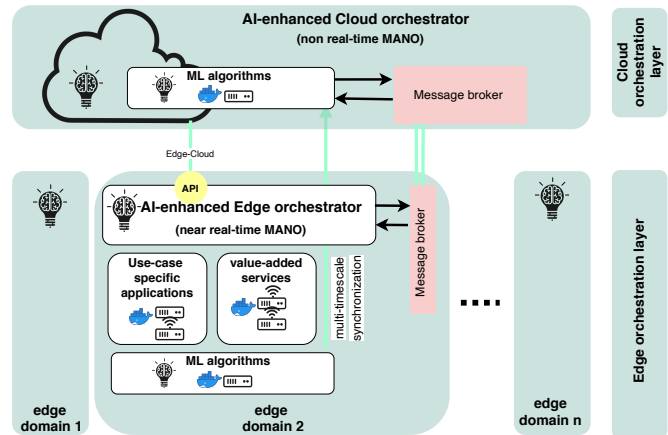 AI-enhanced Cloud orchestrator
(non real-time MANO)
ML algorithms
Message broker
Cloud
orchestration
layer
Edge-Cloud
API
AI-enhanced Edge orchestrator
(near real-time MANO)
Message broker
Use-case
specific
applications
value-added
services
multi-timescale
synchronization
ML algorithms
edge
domain 1
edge
domain 2
edge
domain n
Edge orchestration layer